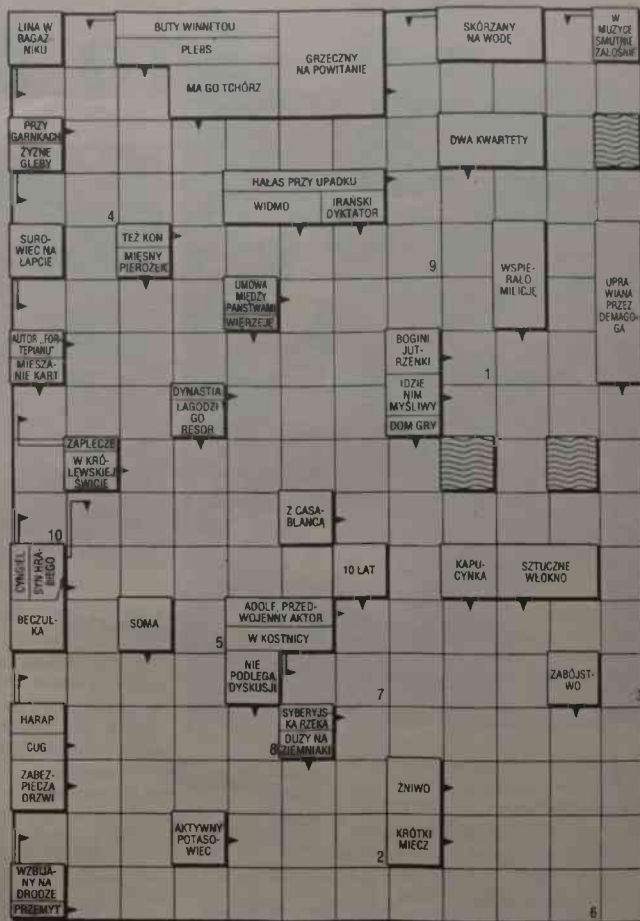 LINA W
BAGAŻ
NIKU
BUTY WINNETOU
PLEBS
MA GO TCHÓRZ
GRZECZNY
NA POWITANIE
SKÓRZANY
NA WODĘ
W
MUZYCE
SMUTNIE
ŻAŁOŚNIE
PRZY
GARNKACH
ŻYZNE
GLEBY
DWA KWARTETY
HAŁAS PRZY UPADKU
WIDMO
IRAŃSKI
DYKTATOR
4
SURO-
WIEC NA
ŁAPCIE
TEŻ KON
MIĘSNY
PIEROŻEK
9
WSPIE-
RAŁO
MILICJĘ
UPRA-
WIANA
PRZEZ
DEMAGO-
GA
UMOWA
MIĘDZY
PAŃSTWAMI
WIERZEJE
AUTOR „FOR-
TEPIANU"
MIESZA-
NIE KART
BOGINI
JUT-
RZENKI
1
DYNASTIA
ŁAGODZI
GO
RESOR
IDZIE
NIM
MYŚLIWY
DOM GRY
ZAPLECZE
W KRÓ-
LEWSKIEJ
ŚWICIE
Z CASA-
BLANCĄ
10
CYNGIEL
SYN HRA-
BIEGO
10 LAT
KAPU-
CYNKA
SZTUCZNE
WŁOKNO
BECZUŁ-
KA
SOMA
5
ADOLF, PRZED-
WOJENNY AKTOR
W KOSTNICY
NIE
PODLEGA
DYSKUSJI
7
ZABÓJST-
WO
HARAP
CUG
ZABEZ-
PIECZA
DRZWI
8
SYBERYJS-
KA RZEKA
DUŻY NA
ZIEMNIAKI
ŻNIWO
KRÓTKI
MIECZ
AKTYWNY
POTASO-
WIEC
2
WZBIJA-
NY NA
DRODZE
PRZEMYT
6